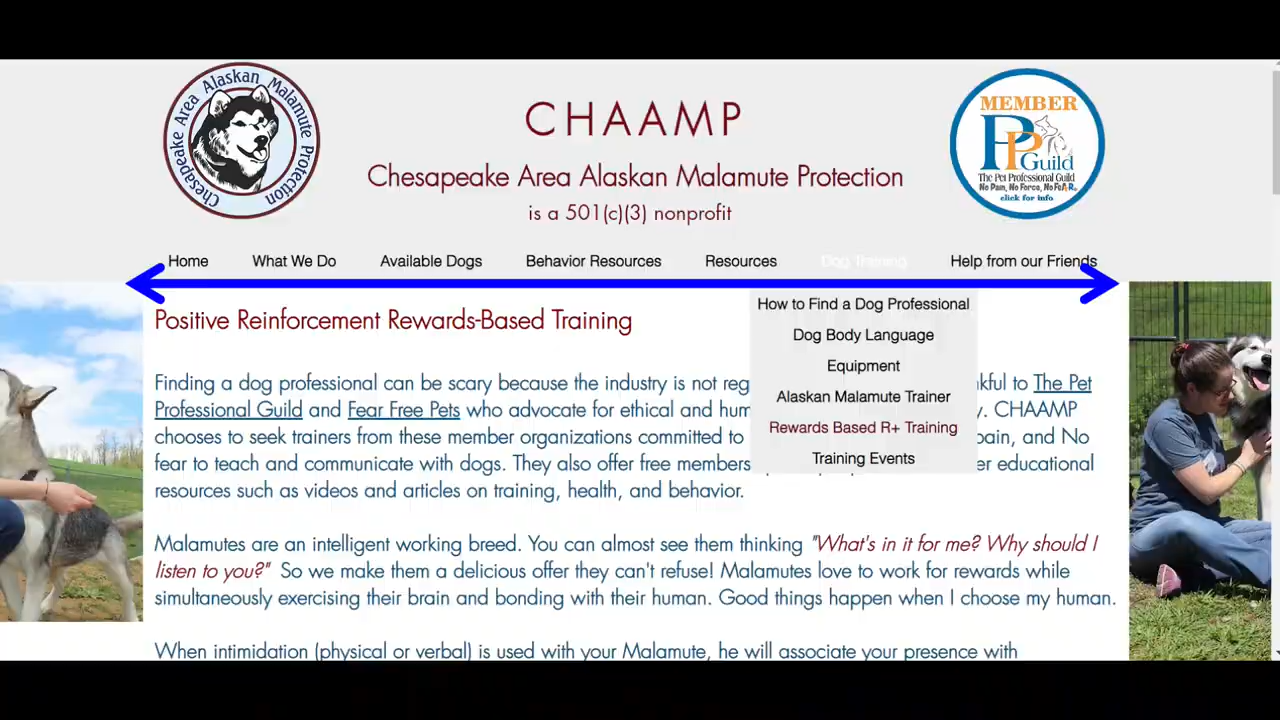 Chesapeake Area Alaskan Malamute Protection
CHAAMP
Chesapeake Area Alaskan Malamute Protection
is a 501(c)(3) nonprofit
MEMBER
PP
Guild
The Pet Professional Guild
No Pain, No Force, No FeAR®
click for info
Home What We Do Available Dogs Behavior Resources Resources Dog Training Help from our Friends
How to Find a Dog Professional
Dog Body Language
Equipment
Alaskan Malamute Trainer
Rewards Based R+ Training
Training Events
Positive Reinforcement Rewards-Based Training
Finding a dog professional can be scary because the industry is not reg nkful to The Pet
Professional Guild and Fear Free Pets who advocate for ethical and hum y. CHAAMP
chooses to seek trainers from these member organizations committed to pain, and No
fear to teach and communicate with dogs. They also offer free members er educational
resources such as videos and articles on training, health, and behavior.
Malamutes are an intelligent working breed. You can almost see them thinking "What's in it for me? Why should I
listen to you?" So we make them a delicious offer they can't refuse! Malamutes love to work for rewards while
simultaneously exercising their brain and bonding with their human. Good things happen when I choose my human.
When intimidation (physical or verbal) is used with your Malamute, he will associate your presence with